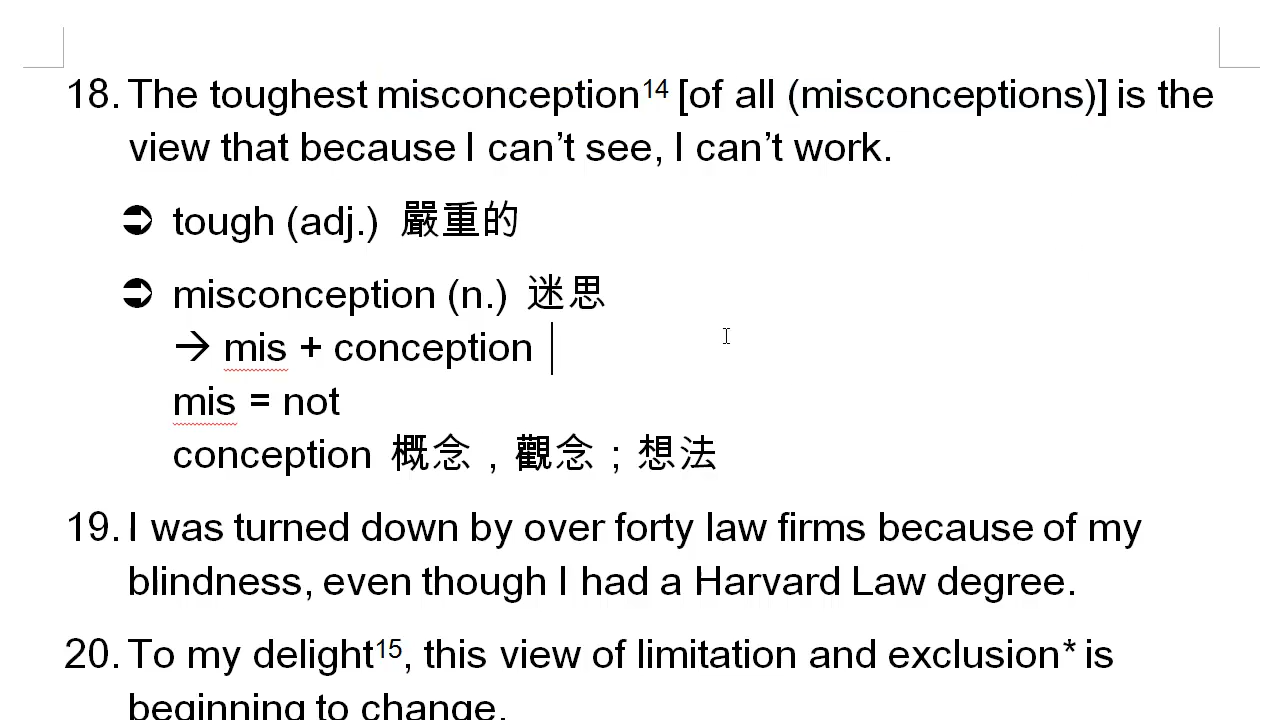 18. The toughest misconception14 [of all (misconceptions)] is the
view that because I can’t see, I can’t work.
➲ tough (adj.) 嚴重的
➲ misconception (n.) 迷思
→ mis + conception
mis = not
conception 概念，觀念；想法
19. I was turned down by over forty law firms because of my
blindness, even though I had a Harvard Law degree.
20. To my delight15, this view of limitation and exclusion* is
beginning to change.